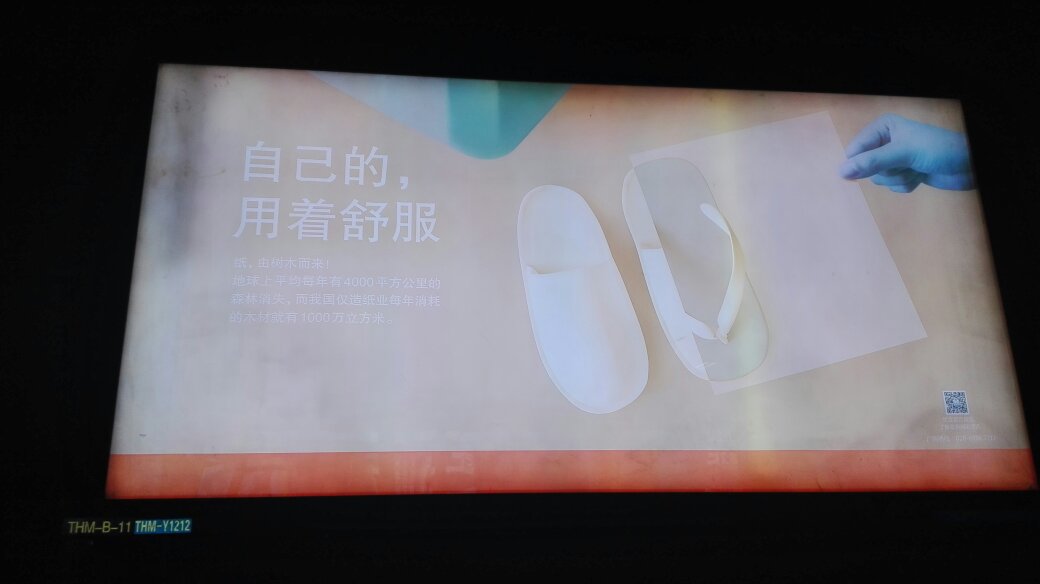 自己的，
用着舒服
纸，由树木而来！
地球上平均每年有4000平方公里的
森林消失，而我国仅造纸业每年消耗
的木材就有1000万立方米。
THM-B-11 THM-Y1212